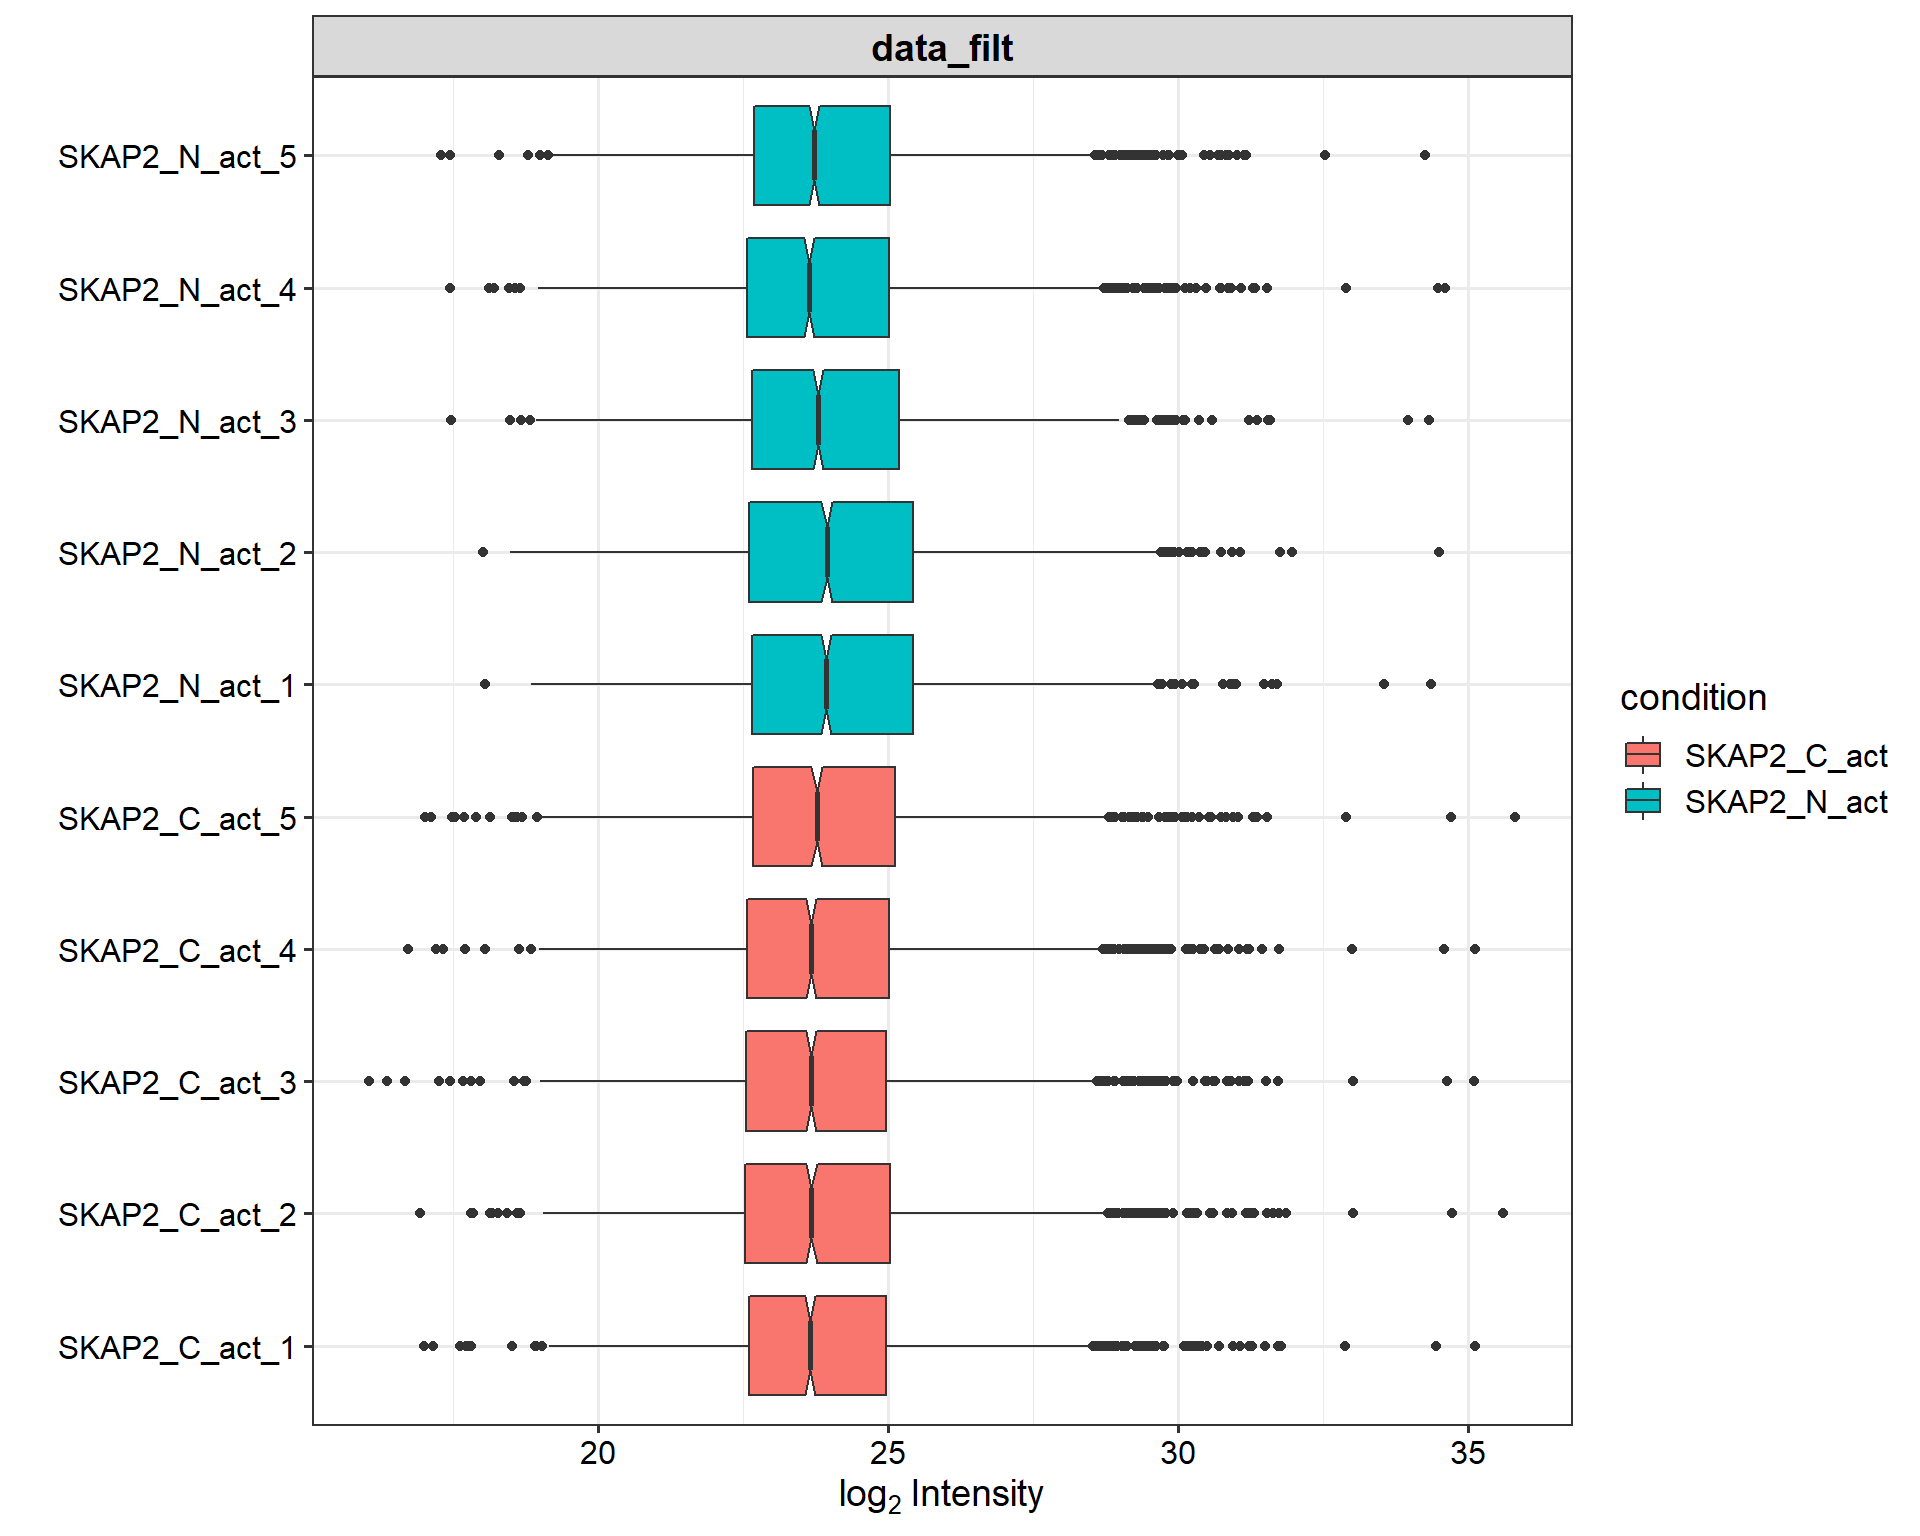 data_filt
SKAP2_N_act_5
SKAP2_N_act_4
SKAP2_N_act_3
SKAP2_N_act_2
SKAP2_N_act_1
SKAP2_C_act_5
SKAP2_C_act_4
SKAP2_C_act_3
SKAP2_C_act_2
SKAP2_C_act_1
20 25 30 35
log₂ Intensity
condition
SKAP2_C_act
SKAP2_N_act